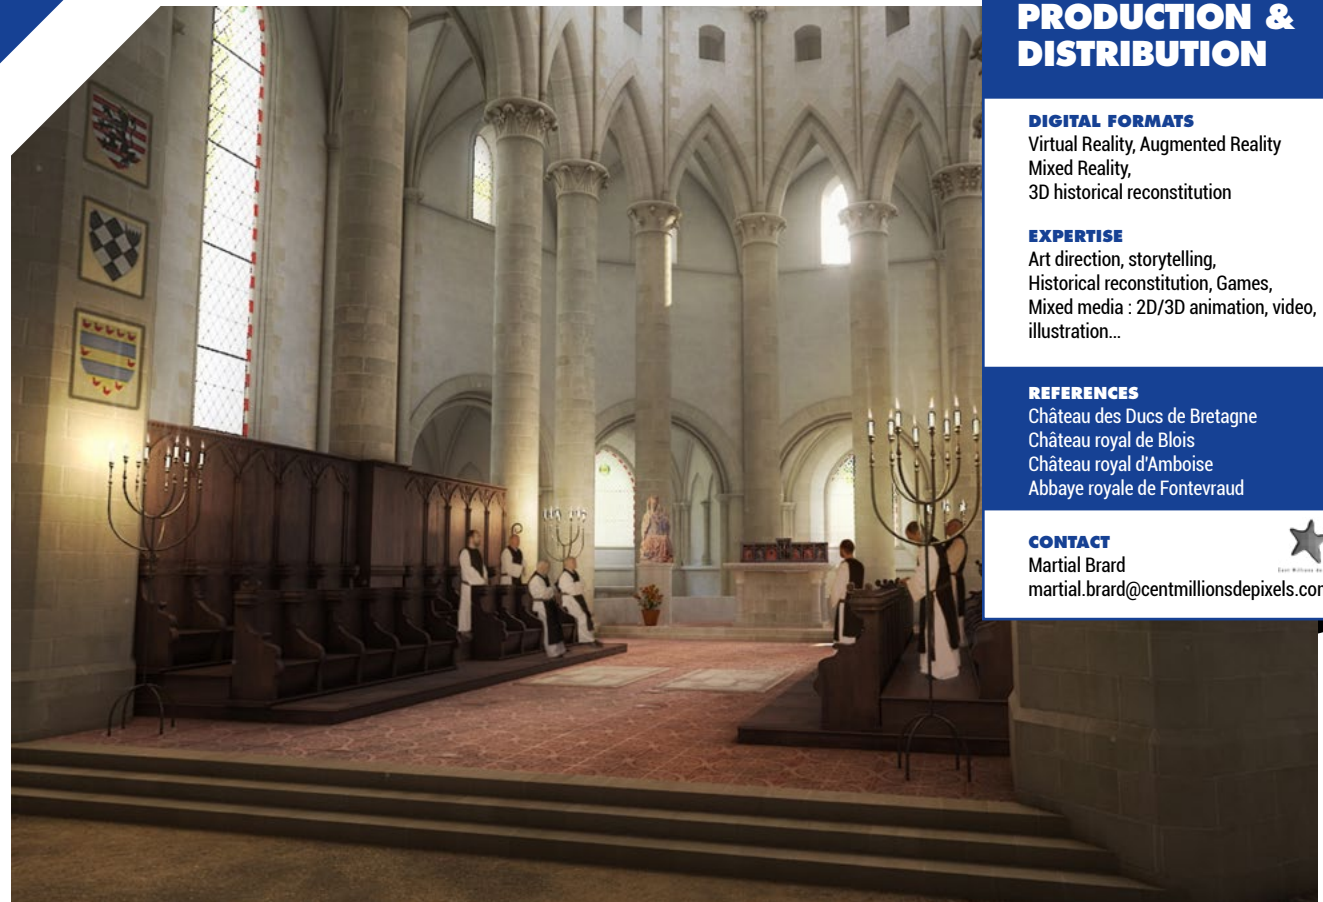 PRODUCTION &
DISTRIBUTION
DIGITAL FORMATS
Virtual Reality, Augmented Reality
Mixed Reality,
3D historical reconstitution
EXPERTISE
Art direction, storytelling,
Historical reconstitution, Games,
Mixed media : 2D/3D animation, video,
illustration...
REFERENCES
Château des Ducs de Bretagne
Château royal de Blois
Château royal d'Amboise
Abbaye royale de Fontevraud
CONTACT
Martial Brard
martial.brard@centmillionsdepixels.com